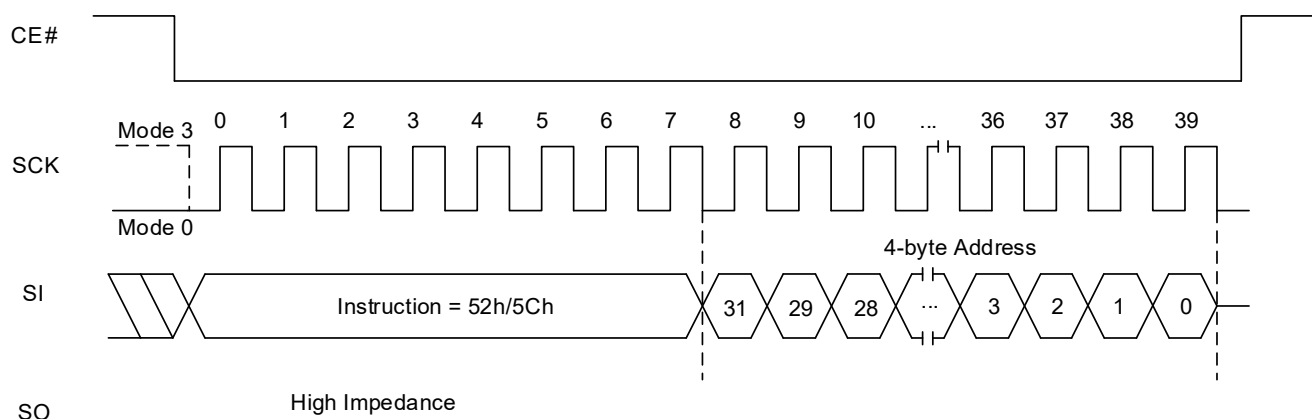 CE#
0 1 2 3 4 5 6 7 8 9 10 ... 36 37 38 39
Mode 3
SCK
Mode 0
4-byte Address
SI
Instruction = 52h/5Ch 31 29 28 ... 3 2 1 0
High Impedance
SO